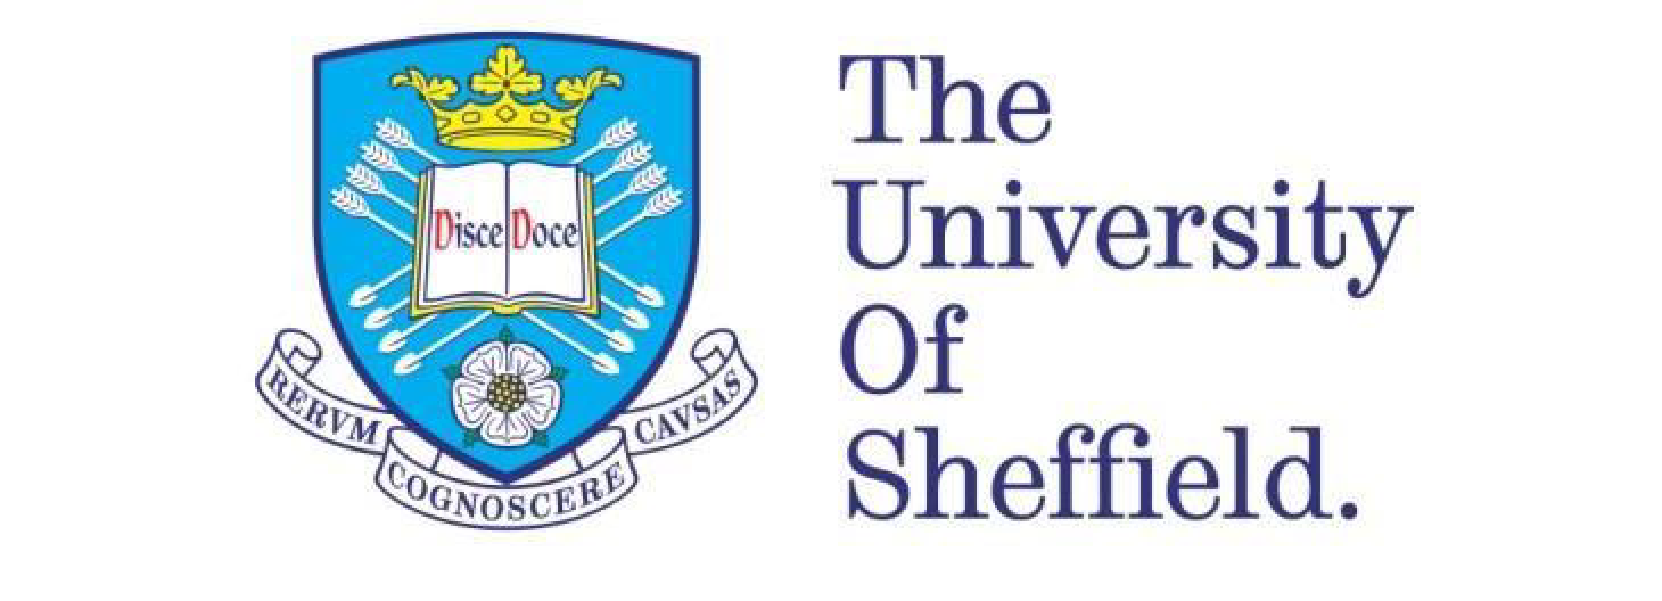 Disce Doce
RERVM COGNOSCERE CAVSAS
The
University
Of
Sheffield.